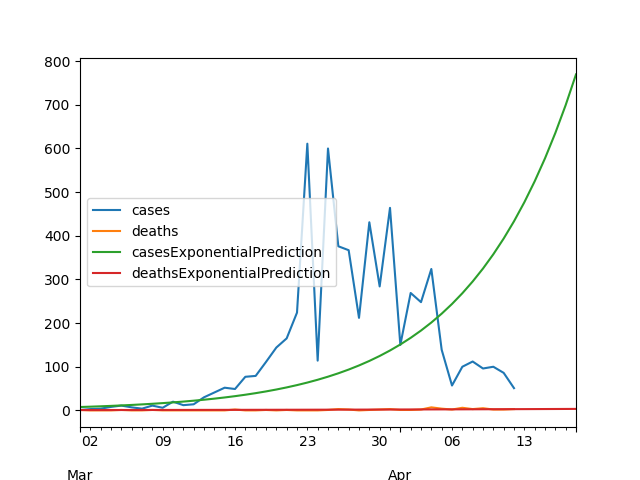 800
700
600
500
400
300
200
100
0
cases
deaths
casesExponentialPrediction
deathsExponentialPrediction
02 09 16 23 30 06 13
Mar Apr